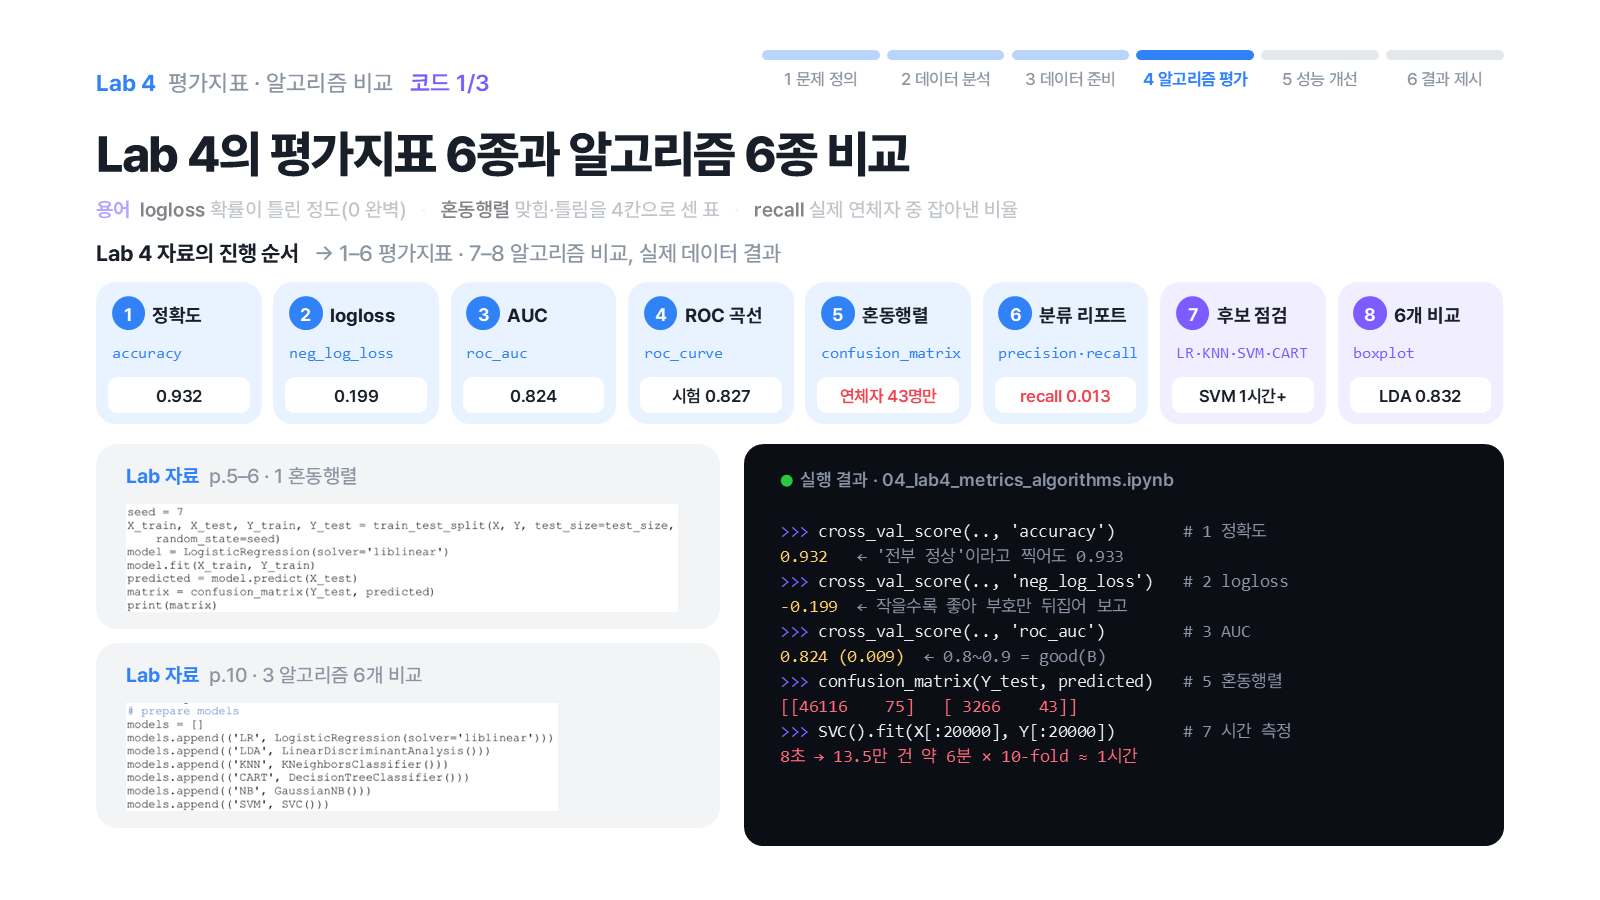 Lab 4 평가지표 · 알고리즘 비교 코드 1/3
1 문제 정의
2 데이터 분석
3 데이터 준비
4 알고리즘 평가
5 성능 개선
6 결과 제시
Lab 4의 평가지표 6종과 알고리즘 6종 비교
용어 logloss 확률이 틀린 정도(0 완벽) · 혼동행렬 맞힘·틀림을 4칸으로 센 표 · recall 실제 연체자 중 잡아낸 비율
Lab 4 자료의 진행 순서 → 1–6 평가지표 · 7–8 알고리즘 비교, 실제 데이터 결과
1 정확도
accuracy
0.932
2 logloss
neg_log_loss
0.199
3 AUC
roc_auc
0.824
4 ROC 곡선
roc_curve
시험 0.827
5 혼동행렬
confusion_matrix
연체자 43명만
6 분류 리포트
precision·recall
recall 0.013
7 후보 점검
LR·KNN·SVM·CART
SVM 1시간+
8 6개 비교
boxplot
LDA 0.832
Lab 자료 p.5–6 · 1 혼동행렬
seed = 7
X_train, X_test, Y_train, Y_test = train_test_split(X, Y, test_size=test_size,
random_state=seed)
model = LogisticRegression(solver='liblinear')
model.fit(X_train, Y_train)
predicted = model.predict(X_test)
matrix = confusion_matrix(Y_test, predicted)
print(matrix)
Lab 자료 p.10 · 3 알고리즘 6개 비교
# prepare models
models = []
models.append(('LR', LogisticRegression(solver='liblinear')))
models.append(('LDA', LinearDiscriminantAnalysis()))
models.append(('KNN', KNeighborsClassifier()))
models.append(('CART', DecisionTreeClassifier()))
models.append(('NB', GaussianNB()))
models.append(('SVM', SVC()))
실행 결과 · 04_lab4_metrics_algorithms.ipynb
>>> cross_val_score(.., 'accuracy') # 1 정확도
0.932 ← '전부 정상'이라고 찍어도 0.933
>>> cross_val_score(.., 'neg_log_loss') # 2 logloss
-0.199 ← 작을수록 좋아 부호만 뒤집어 보고
>>> cross_val_score(.., 'roc_auc') # 3 AUC
0.824 (0.009) ← 0.8~0.9 = good(B)
>>> confusion_matrix(Y_test, predicted) # 5 혼동행렬
[[46116 75] [ 3266 43]]
>>> SVC().fit(X[:20000], Y[:20000]) # 7 시간 측정
8초 → 13.5만 건 약 6분 × 10-fold ≈ 1시간